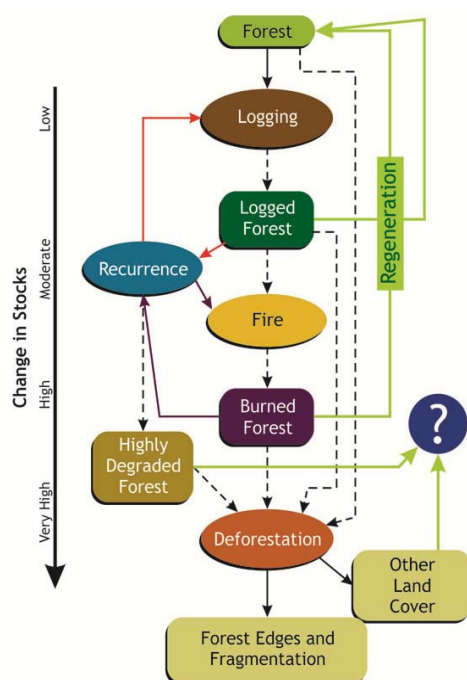 Forest
Low
Logging
Regeneration
Logged
Forest
Moderate
Recurrence
Change in Stocks
Fire
High
Burned
Forest
?
Highly
Degraded
Forest
Very High
Deforestation
Other
Land
Cover
Forest Edges and
Fragmentation